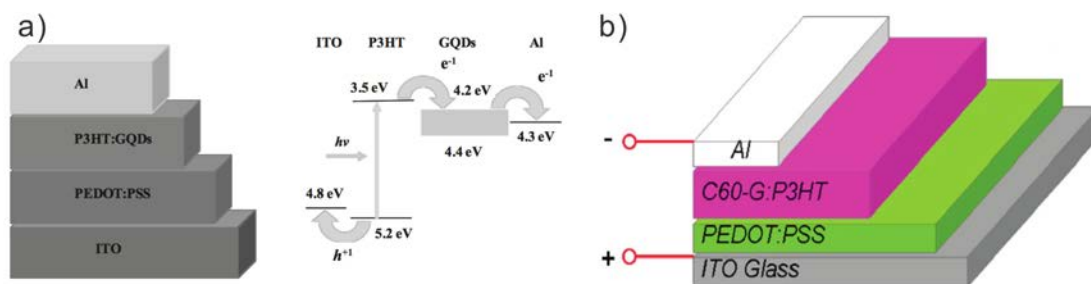 a)
Al
P3HT:GQDs
PEDOT:PSS
ITO
ITO P3HT GQDs Al
e-1
e-1
3.5 eV
4.2 eV
4.3 eV
4.4 eV
hν
4.8 eV
5.2 eV
h+1
b)
-
Al
C60-G:P3HT
PEDOT:PSS
+
ITO Glass